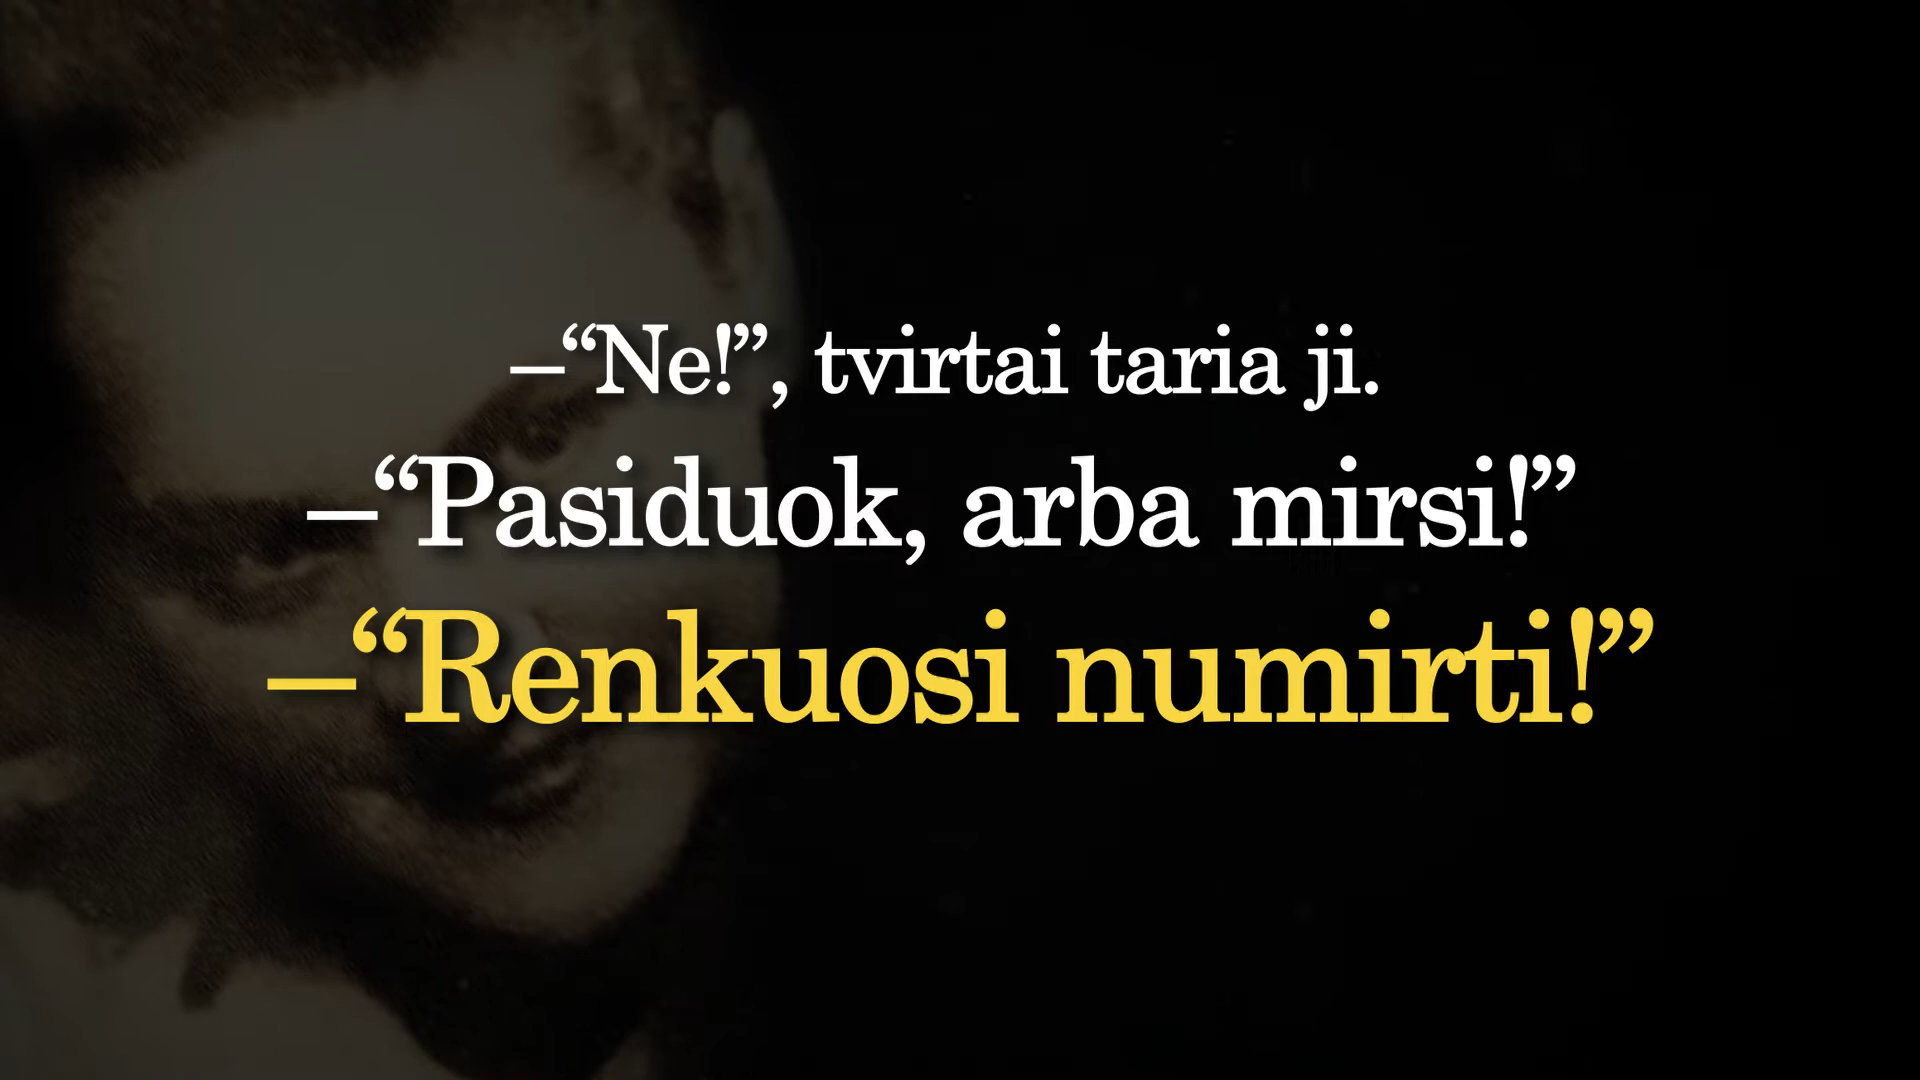 –“Ne!”, tvirtai taria ji.
–“Pasiduok, arba mirsi!”
–“Renkuosi numirti!”